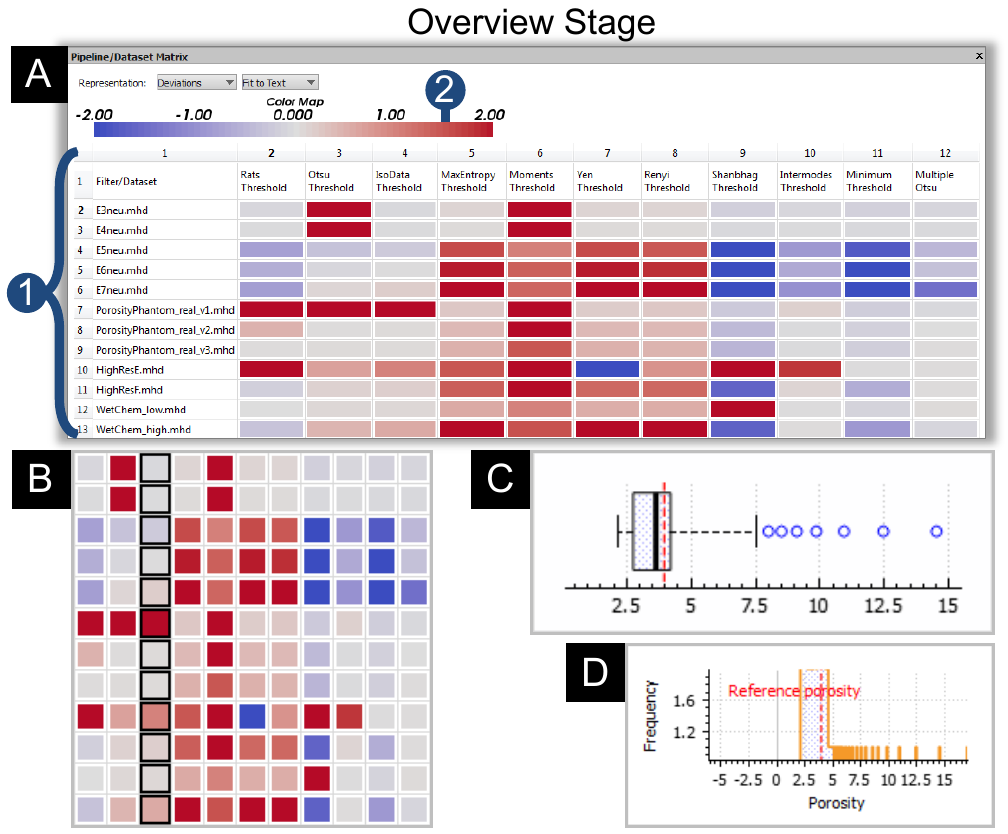 Overview Stage
A
Pipeline/Dataset Matrix x
Representation: Deviations Fit to Text
2
Color Map
-2.00 -1.00 0.000 1.00 2.00
1
1 2 3 4 5 6 7 8 9 10 11 12
1 Filter/Dataset Rats Threshold Otsu Threshold IsoData Threshold MaxEntropy Threshold Moments Threshold Yen Threshold Renyi Threshold Shanbhag Threshold Intermodes Threshold Minimum Threshold Multiple Otsu
2 E3neu.mhd
3 E4neu.mhd
4 E5neu.mhd
5 E6neu.mhd
6 E7neu.mhd
7 PorosityPhantom_real_v1.mhd
8 PorosityPhantom_real_v2.mhd
9 PorosityPhantom_real_v3.mhd
10 HighResE.mhd
11 HighResF.mhd
12 WetChem_low.mhd
13 WetChem_high.mhd
B
C
2.5 5 7.5 10 12.5 15
D
Frequency
1.6
1.2
Reference porosity
-5 -2.5 0 2.5 5 7.5 10 12.5 15
Porosity